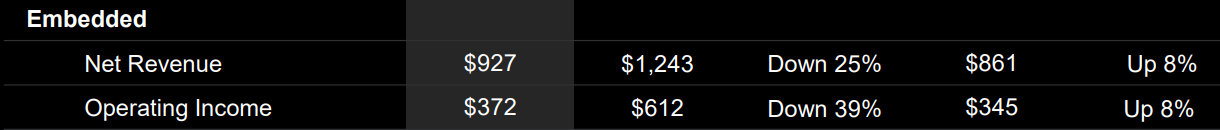 Embedded
Net Revenue $927 $1,243 Down 25% $861 Up 8%
Operating Income $372 $612 Down 39% $345 Up 8%